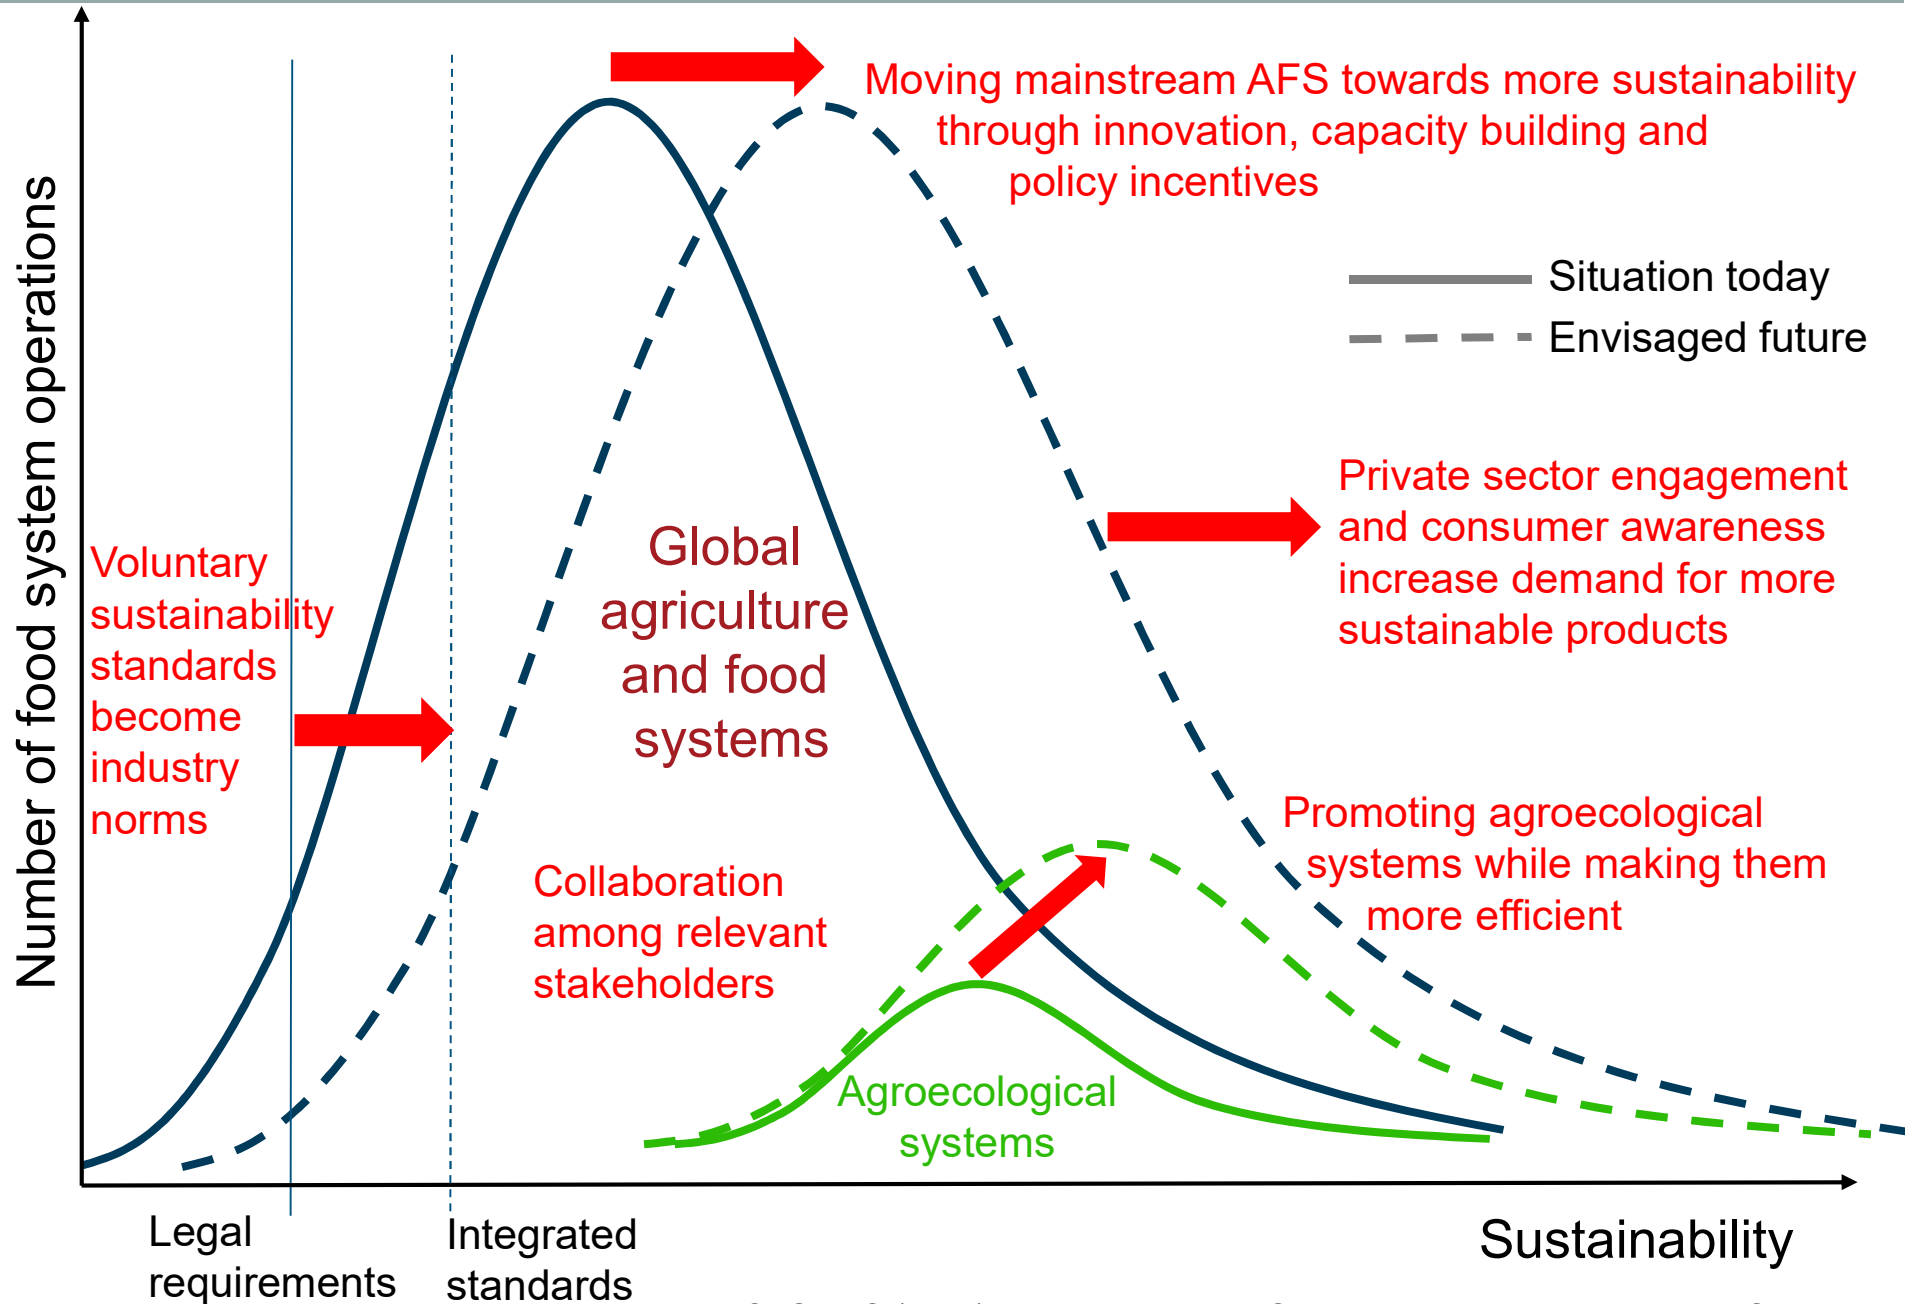 Moving mainstream AFS towards more sustainability
through innovation, capacity building and
policy incentives
Situation today
Envisaged future
Number of food system operations
Private sector engagement
and consumer awareness
increase demand for more
sustainable products
Global
agriculture
and food
systems
Voluntary
sustainability
standards
become
industry
norms
Promoting agroecological
systems while making them
more efficient
Collaboration
among relevant
stakeholders
Agroecological
systems
Legal
requirements
Integrated
standards
Sustainability